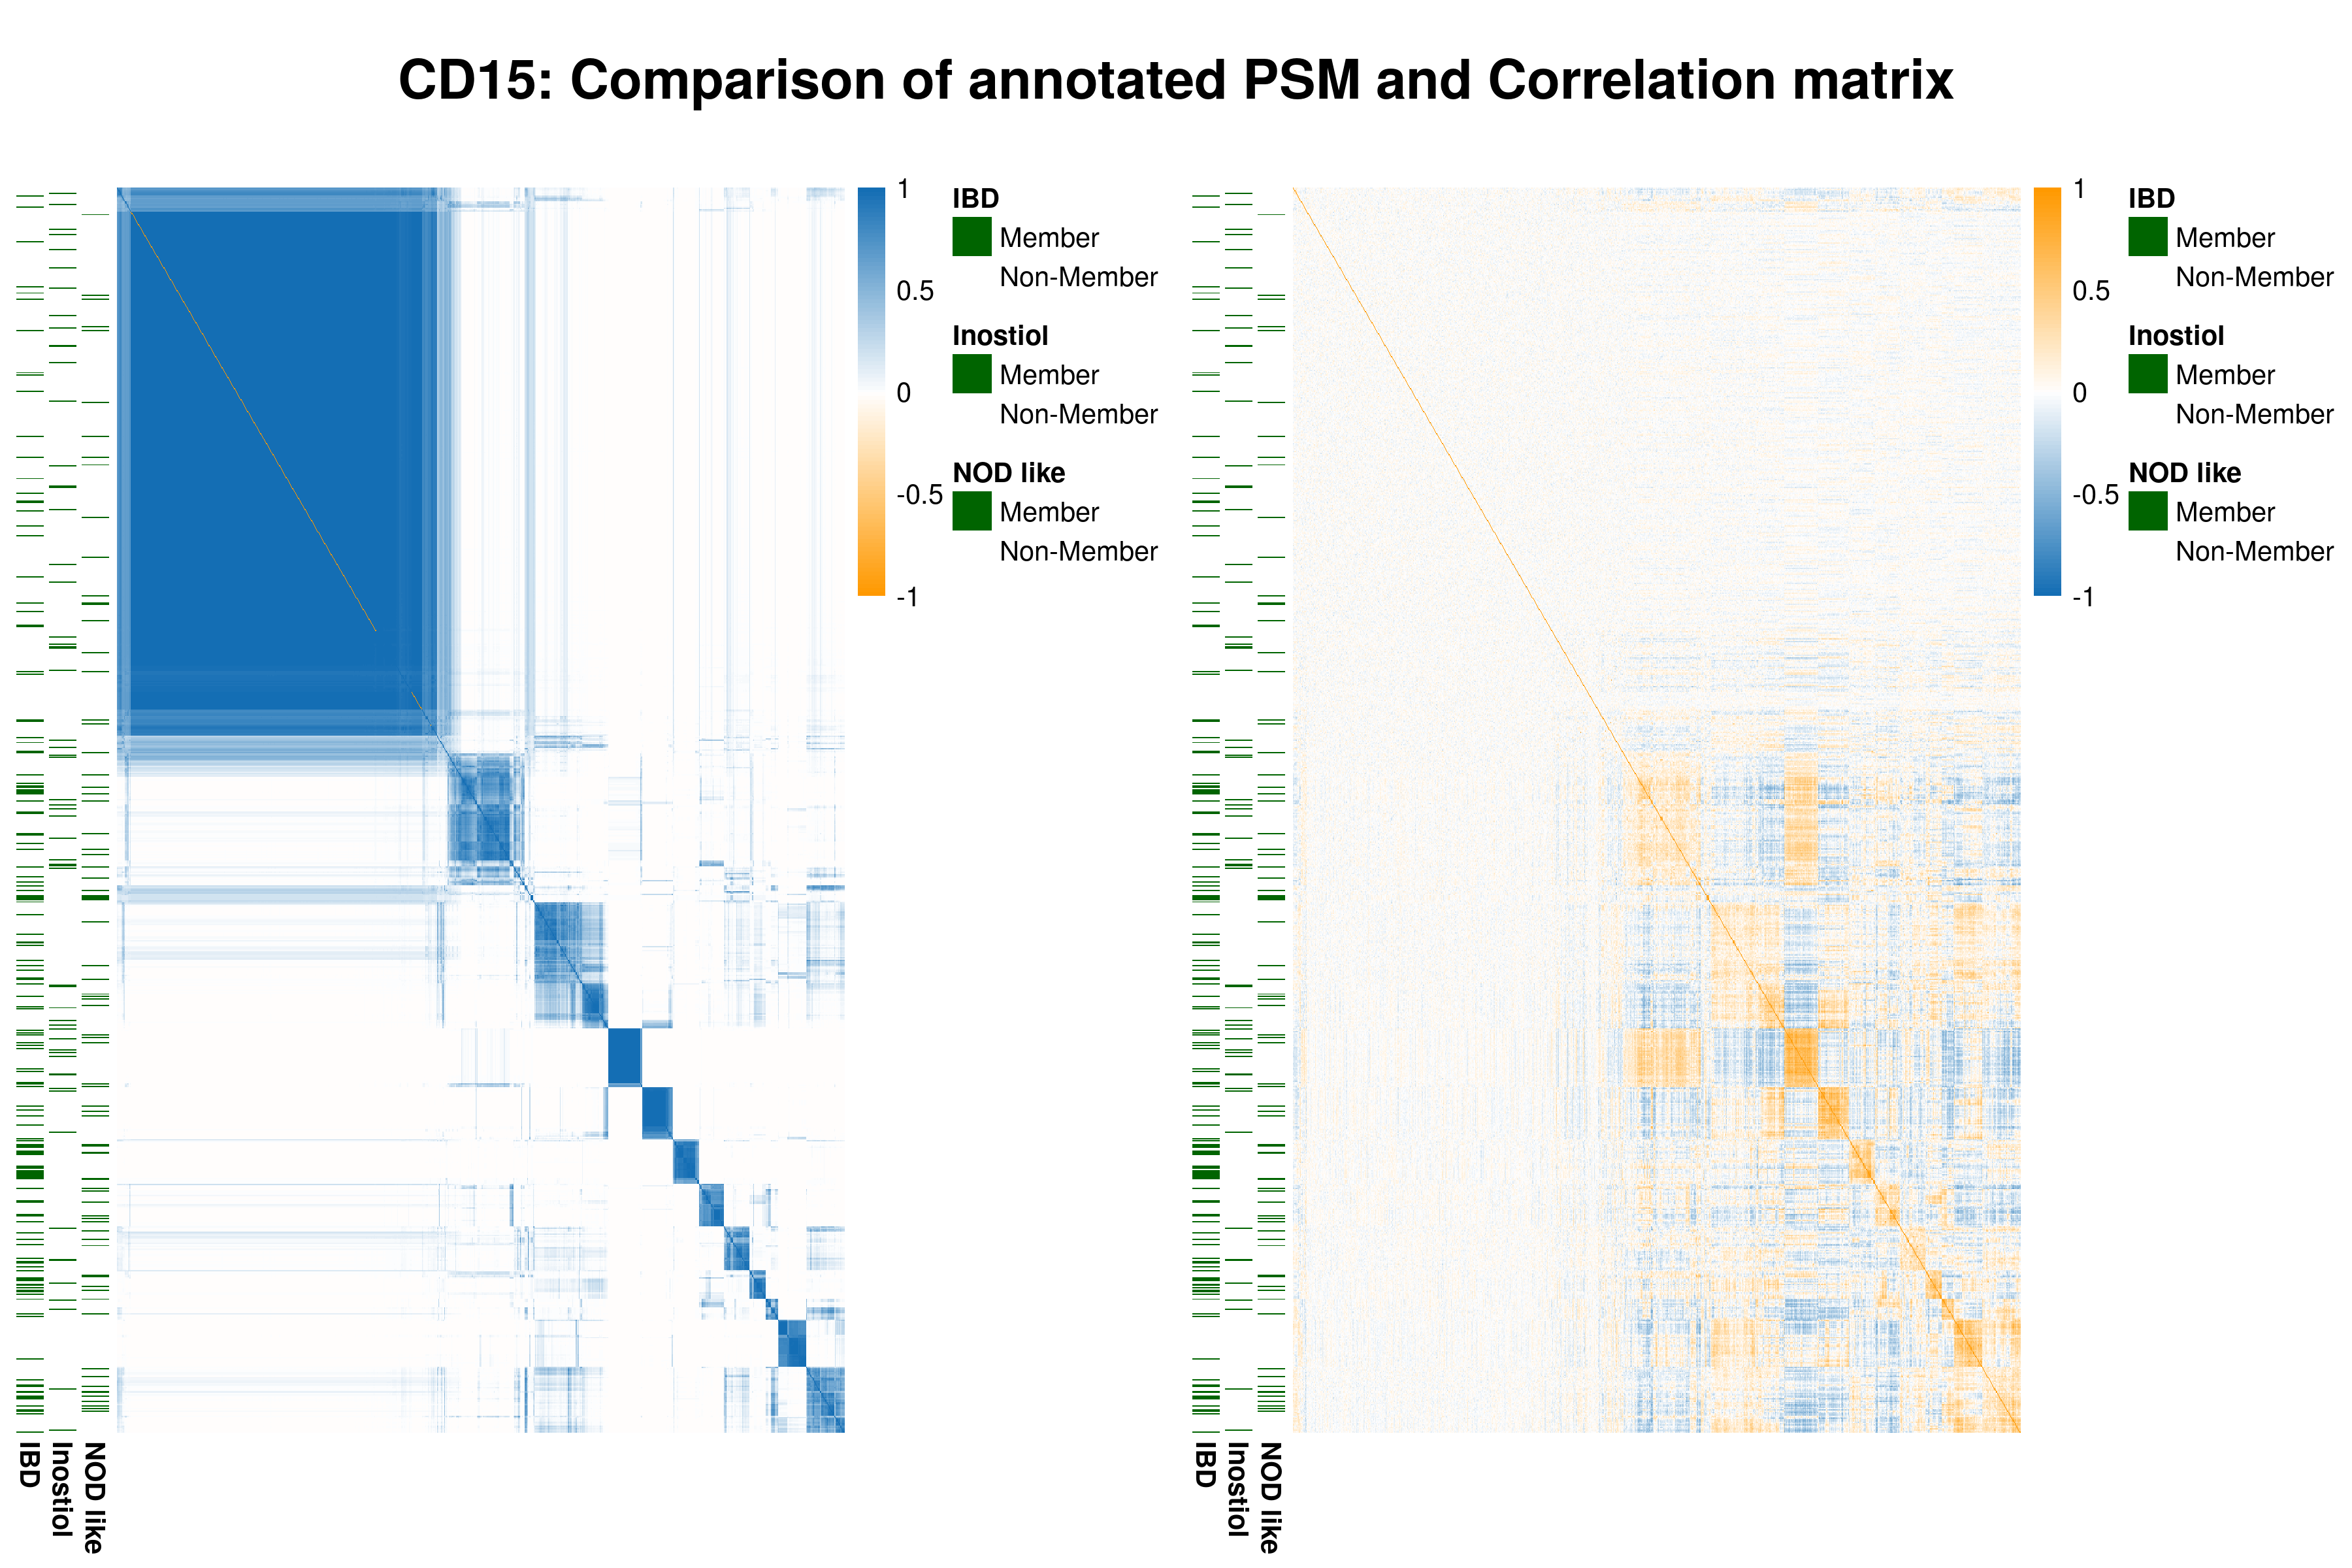 CD15: Comparison of annotated PSM and Correlation matrix
1
0.5
0
-0.5
-1
IBD
Member
Non-Member
Inostiol
Member
Non-Member
NOD like
Member
Non-Member
IBD
Inostiol
NOD like
1
0.5
0
-0.5
-1
IBD
Member
Non-Member
Inostiol
Member
Non-Member
NOD like
Member
Non-Member
IBD
Inostiol
NOD like